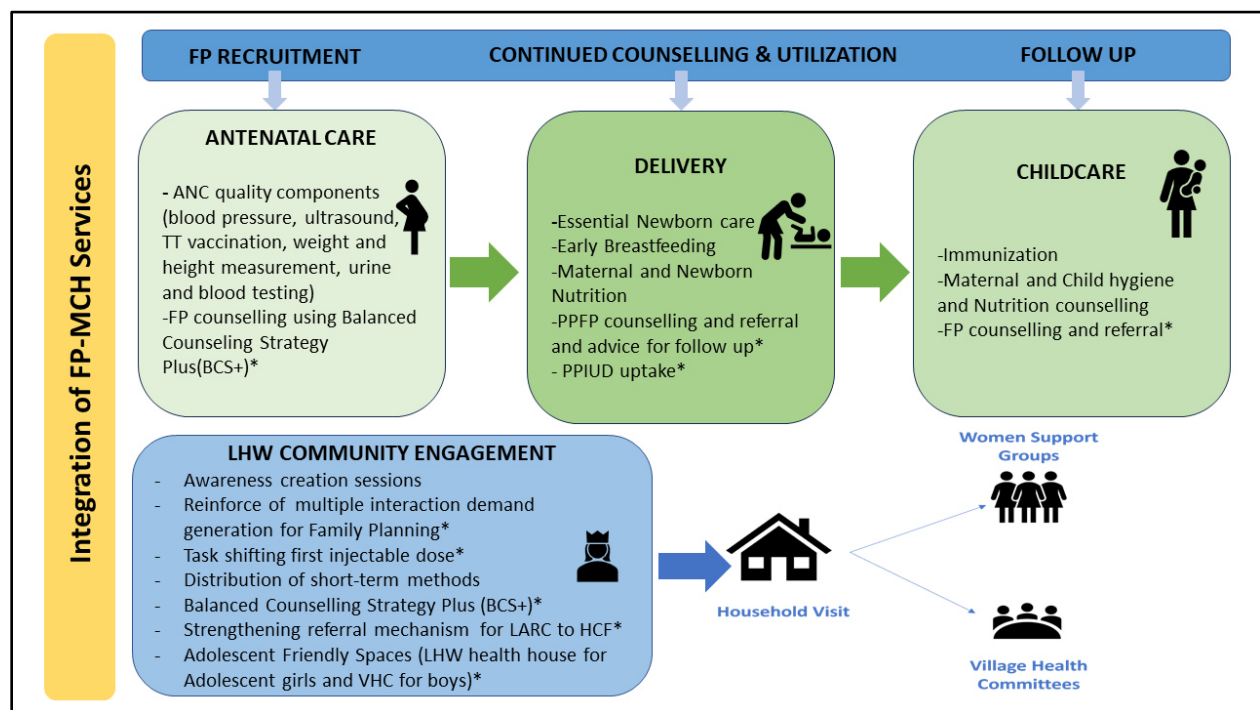 Integration of FP-MCH Services
FP RECRUITMENT
CONTINUED COUNSELLING & UTILIZATION
FOLLOW UP
ANTENATAL CARE
- ANC quality components
(blood pressure, ultrasound,
TT vaccination, weight and
height measurement, urine
and blood testing)
-FP counselling using Balanced
Counseling Strategy
Plus(BCS+)*
DELIVERY
-Essential Newborn care
-Early Breastfeeding
-Maternal and Newborn
Nutrition
-PPFP counselling and referral
and advice for follow up*
- PPIUD uptake*
CHILDCARE
-Immunization
-Maternal and Child hygiene
and Nutrition counselling
-FP counselling and referral*
LHW COMMUNITY ENGAGEMENT
- Awareness creation sessions
- Reinforce of multiple interaction demand
generation for Family Planning*
- Task shifting first injectable dose*
- Distribution of short-term methods
- Balanced Counselling Strategy Plus (BCS+)*
- Strengthening referral mechanism for LARC to HCF*
- Adolescent Friendly Spaces (LHW health house for
Adolescent girls and VHC for boys)*
Household Visit
Women Support
Groups
Village Health
Committees